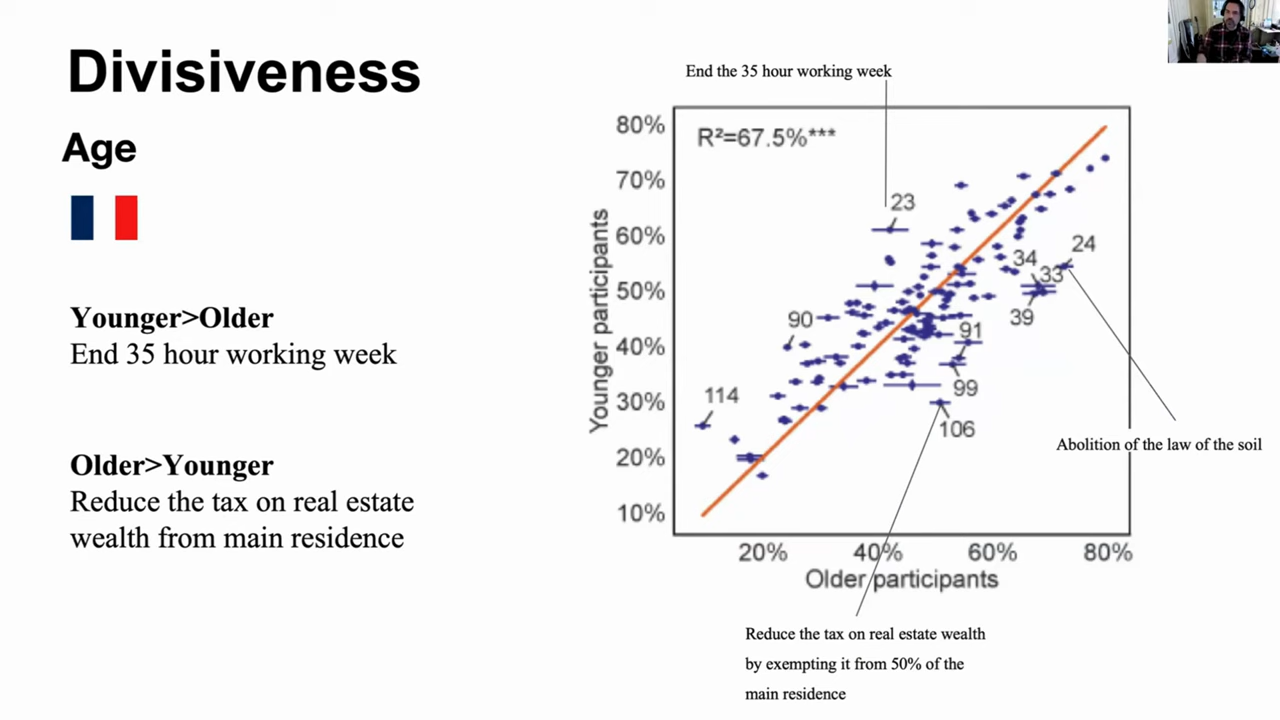 Divisiveness
Age
Younger>Older
End 35 hour working week
Older>Younger
Reduce the tax on real estate
wealth from main residence
End the 35 hour working week
R²=67.5%***
80%
70%
60%
50%
40%
30%
20%
10%
Younger participants
23
24
34
33
39
90
91
99
114
106
20%
40%
60%
80%
Older participants
Abolition of the law of the soil
Reduce the tax on real estate wealth
by exempting it from 50% of the
main residence